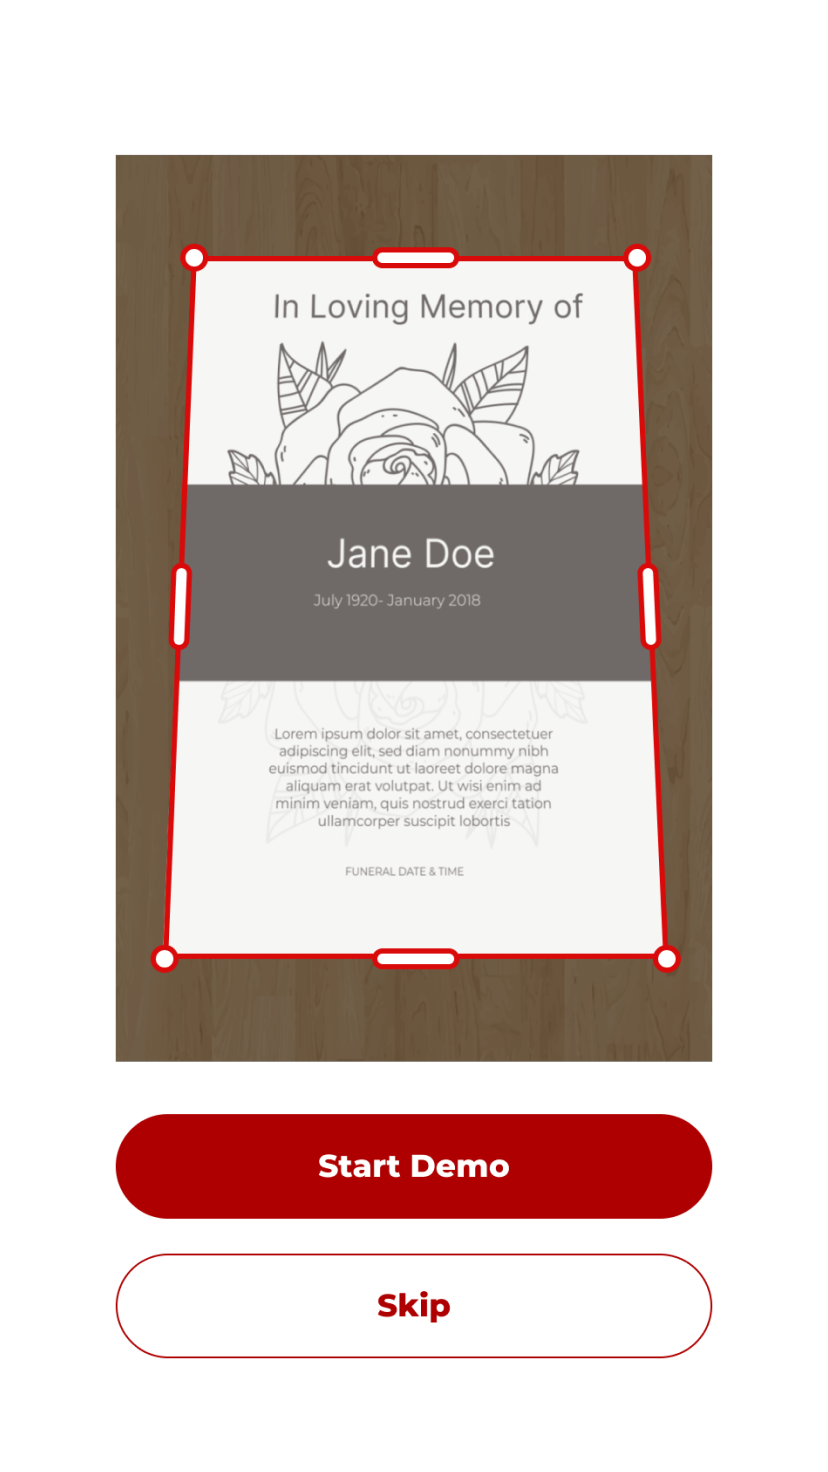 In Loving Memory of
Jane Doe
July 1920- January 2018
Lorem ipsum dolor sit amet, consectetuer
adipiscing elit, sed diam nonummy nibh
euismod tincidunt ut laoreet dolore magna
aliquam erat volutpat. Ut wisi enim ad
minim veniam, quis nostrud exerci tation
ullamcorper suscipit lobortis
FUNERAL DATE & TIME
Start Demo
Skip